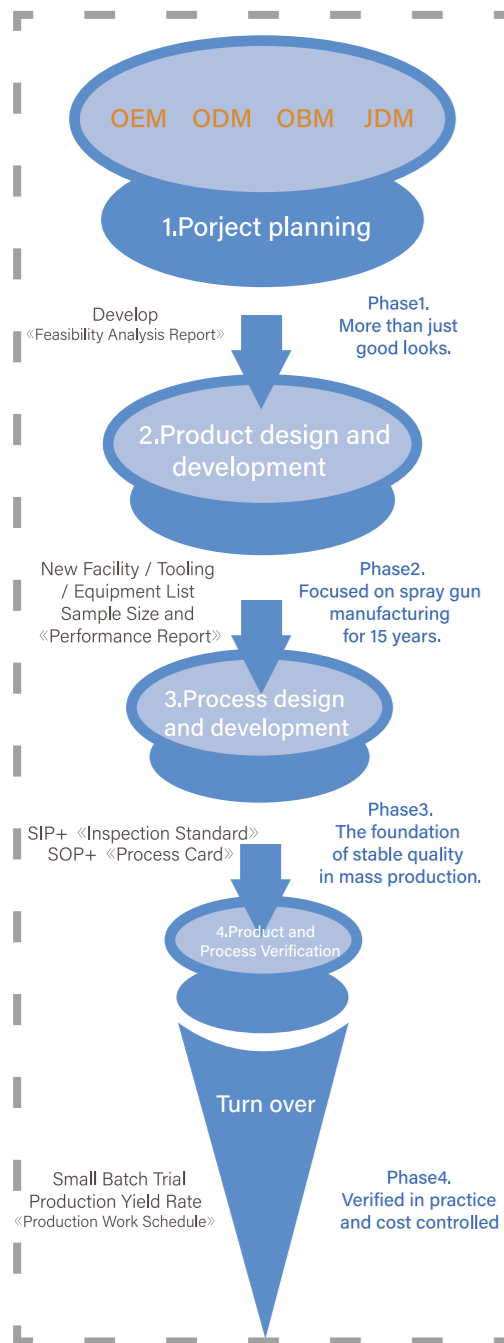 OEM ODM OBM JDM
1.Porject planning
Develop
«Feasibility Analysis Report»
Phase1.
More than just
good looks.
2.Product design and
development
New Facility / Tooling
/ Equipment List
Sample Size and
«Performance Report»
Phase2.
Focused on spray gun
manufacturing
for 15 years.
3.Process design
and development
SIP+ «Inspection Standard»
SOP+ «Process Card»
Phase3.
The foundation
of stable quality
in mass production.
4.Product and
Process Verification
Turn over
Small Batch Trial
Production Yield Rate
«Production Work Schedule»
Phase4.
Verified in practice
and cost controlled